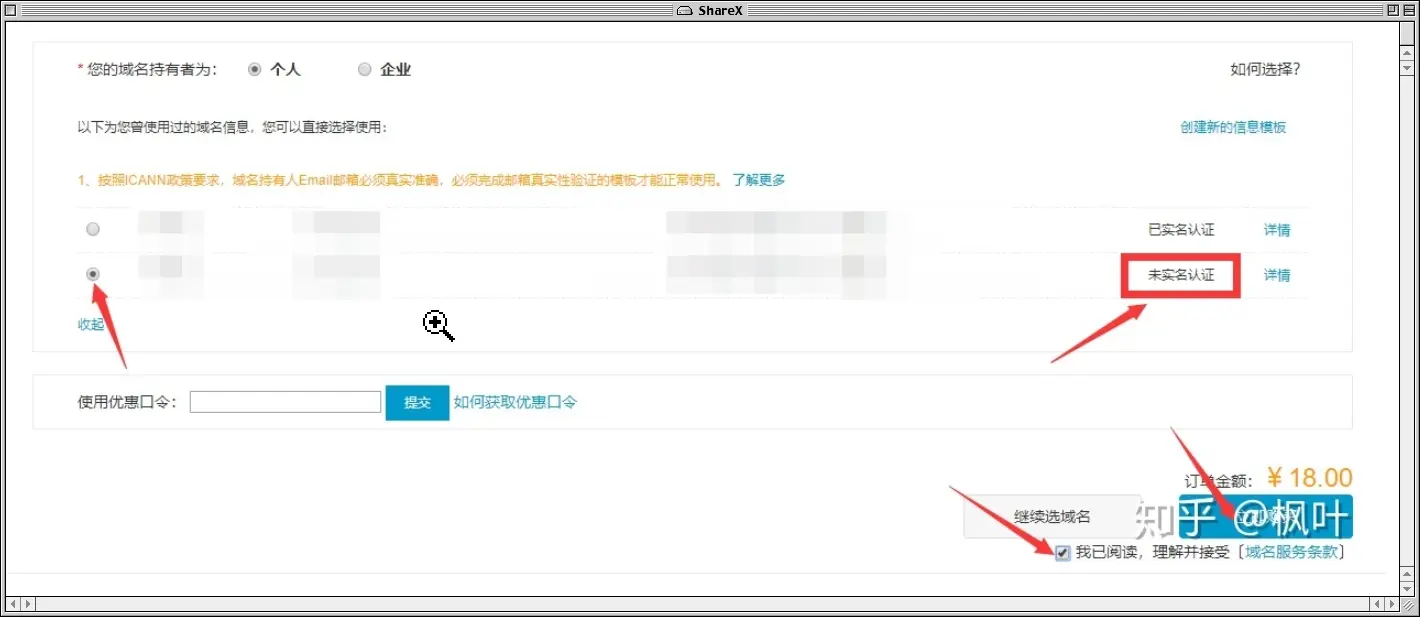 ShareX
* 您的域名持有者为： 个人 企业 如何选择?
以下为您曾使用过的域名信息，您可以直接选择使用： 创建新的信息模板
1、按照ICANN政策要求，域名持有人Email邮箱必须真实准确，必须完成邮箱真实性验证的模板才能正常使用。 了解更多
已实名认证 详情
未实名认证 详情
收起
使用优惠口令： 提交 如何获取优惠口令
订单金额： ¥ 18.00
继续选域名
知乎 @枫叶
我已阅读，理解并接受〔域名服务条款〕